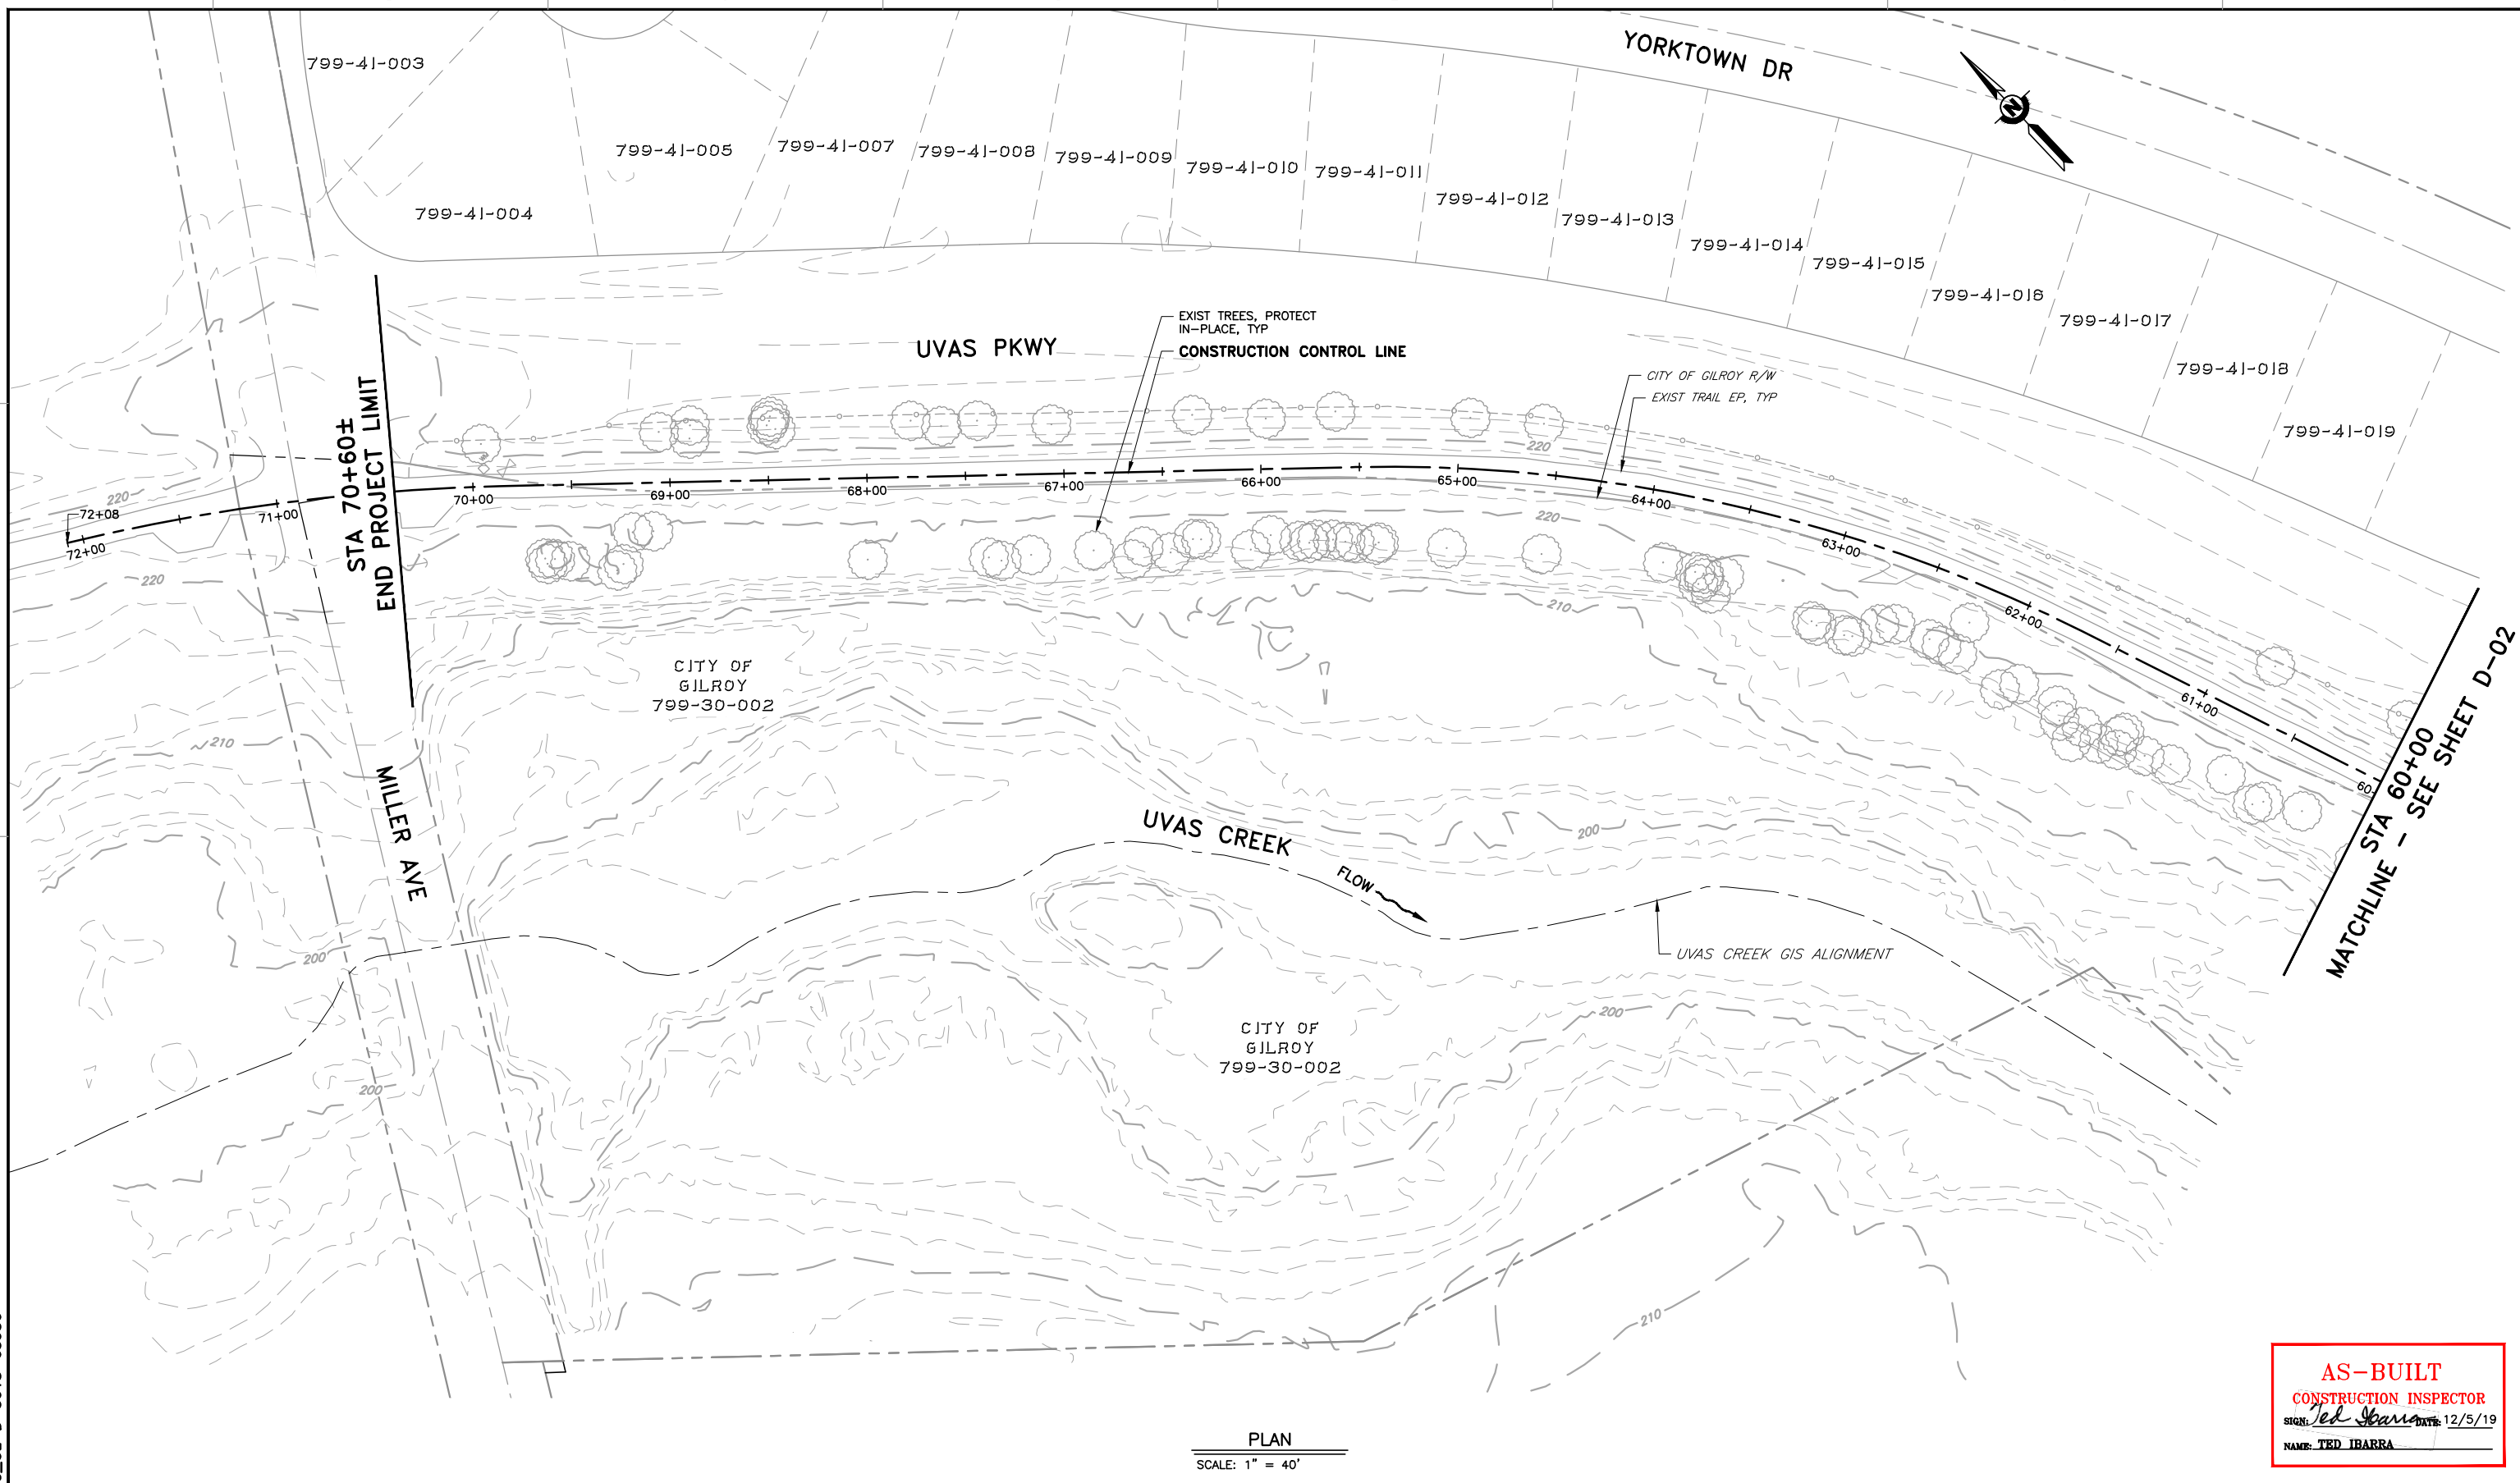 YORKTOWN DR
N
799-41-003
799-41-004
799-41-005
799-41-007
799-41-008
799-41-009
799-41-010
799-41-011
799-41-012
799-41-013
799-41-014
799-41-015
799-41-016
799-41-017
799-41-018
799-41-019
UVAS PKWY
EXIST TREES, PROTECT
IN-PLACE, TYP
CONSTRUCTION CONTROL LINE
CITY OF GILROY R/W
EXIST TRAIL EP, TYP
STA 70+60±
END PROJECT LIMIT
220
220
220
220
72+08
72+00
71+00
70+00
69+00
68+00
67+00
66+00
65+00
64+00
63+00
62+00
61+00
60+
210
210
CITY OF
GILROY
799-30-002
MILLER AVE
UVAS CREEK
FLOW
200
UVAS CREEK GIS ALIGNMENT
STA 60+00
MATCHLINE - SEE SHEET D-02
200
200
200
CITY OF
GILROY
799-30-002
210
PLAN
SCALE: 1" = 40'
AS-BUILT
CONSTRUCTION INSPECTOR
SIGN: Ted Ibarra DATE: 12/5/19
NAME: TED IBARRA